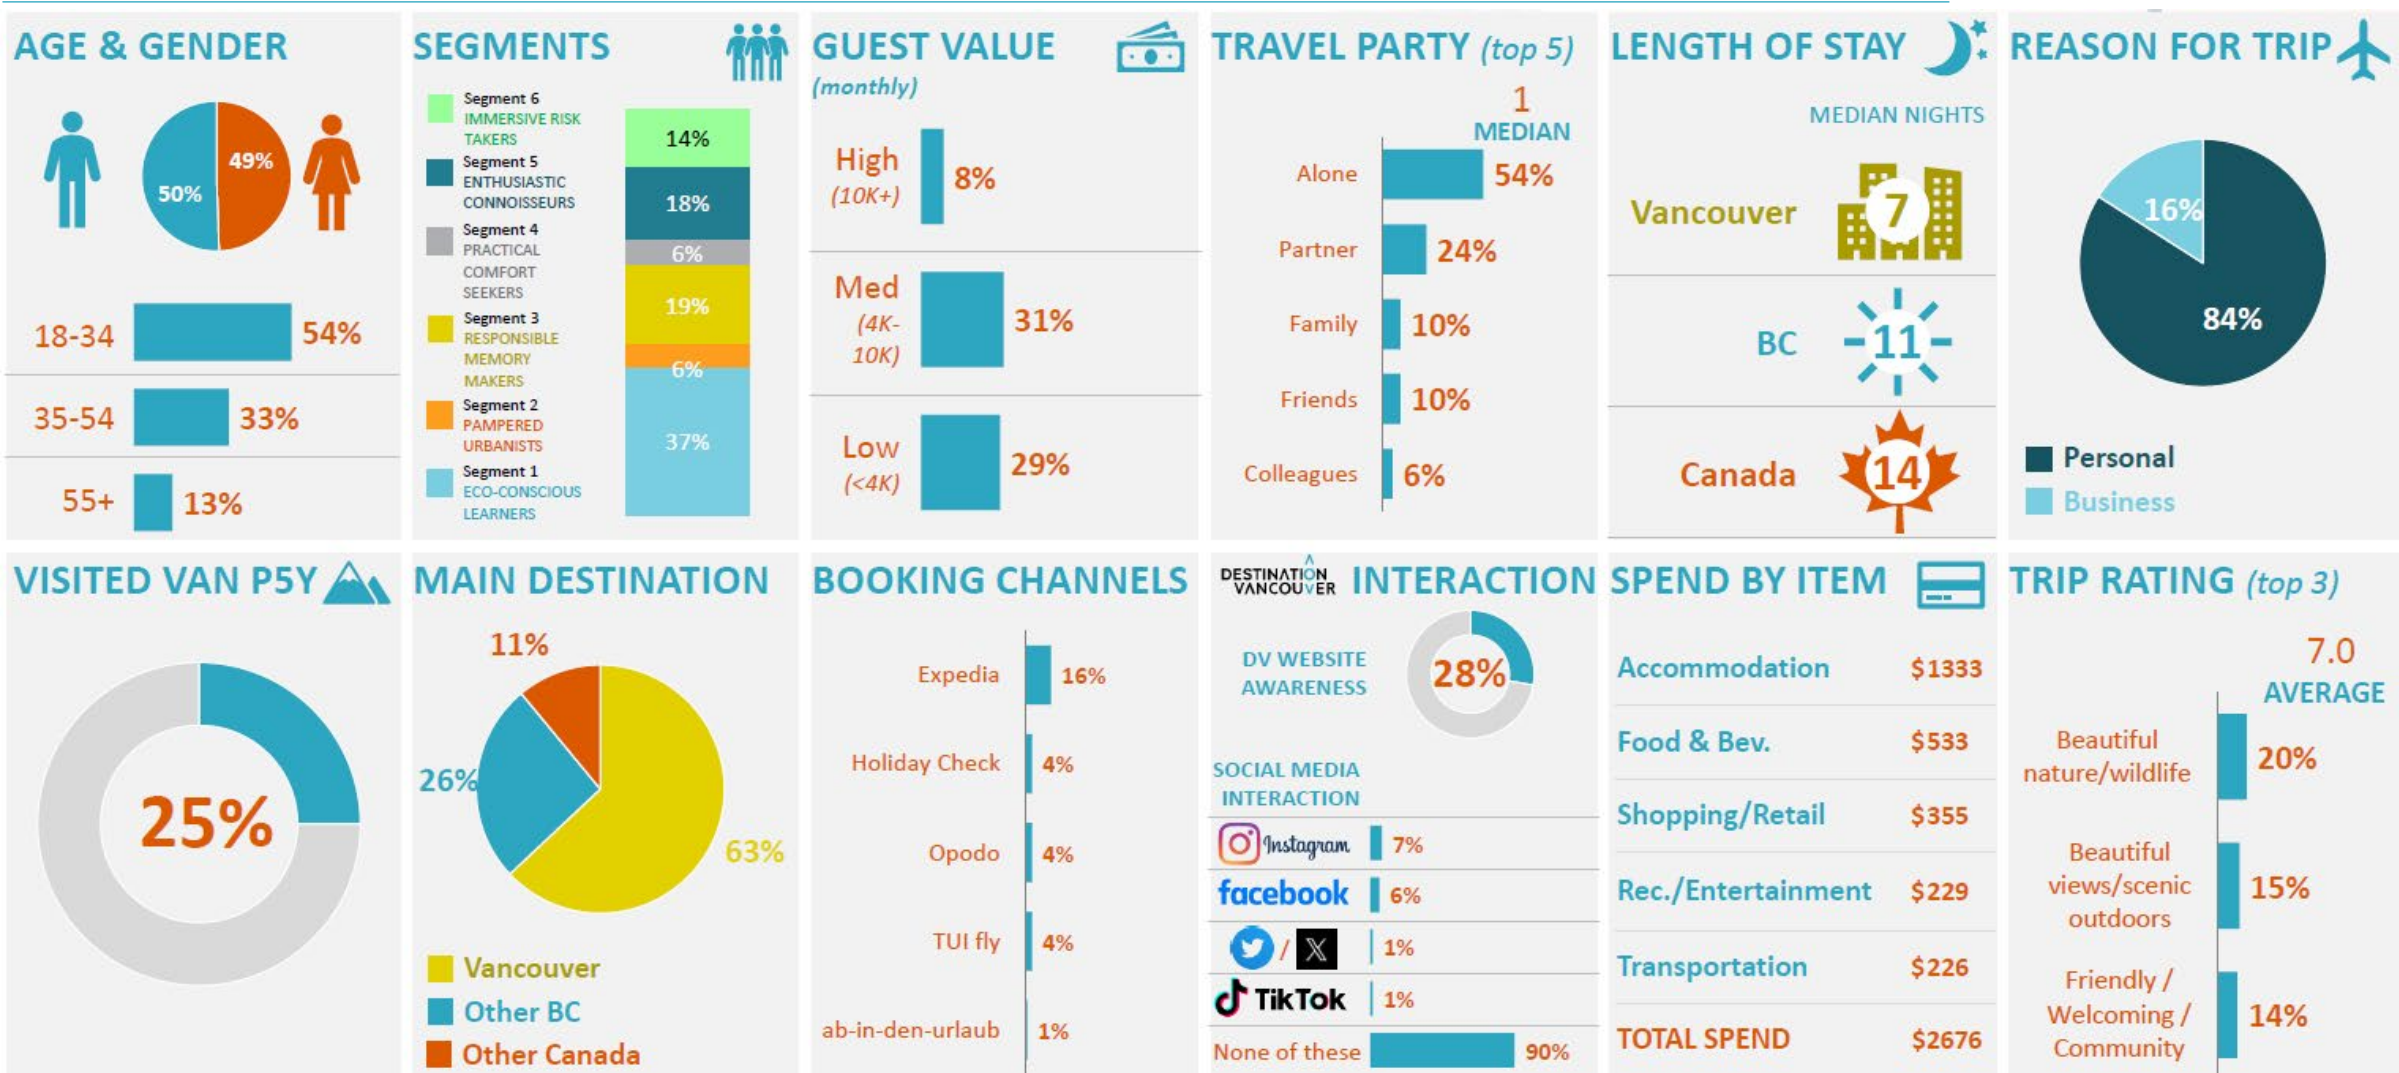 AGE & GENDER
50%
49%
18-34
54%
35-54
33%
55+
13%
SEGMENTS
Segment 6
IMMERSIVE RISK
TAKERS
Segment 5
ENTHUSIASTIC
CONNOISSEURS
Segment 4
PRACTICAL
COMFORT
SEEKERS
Segment 3
RESPONSIBLE
MEMORY
MAKERS
Segment 2
PAMPERED
URBANISTS
Segment 1
ECO-CONSCIOUS
LEARNERS
14%
18%
6%
19%
6%
37%
GUEST VALUE
(monthly)
High
(10K+)
8%
Med
(4K-
10K)
31%
Low
(<4K)
29%
TRAVEL PARTY (top 5)
1
MEDIAN
Alone
54%
Partner
24%
Family
10%
Friends
10%
Colleagues
6%
LENGTH OF STAY
MEDIAN NIGHTS
Vancouver
7
BC
11
Canada
14
REASON FOR TRIP
16%
84%
Personal
Business
VISITED VAN P5Y
25%
MAIN DESTINATION
11%
26%
63%
Vancouver
Other BC
Other Canada
BOOKING CHANNELS
Expedia
16%
Holiday Check
4%
Opodo
4%
TUI fly
4%
ab-in-den-urlaub
1%
DESTINATION
VANCOUVER
INTERACTION
DV WEBSITE
AWARENESS
28%
SOCIAL MEDIA
INTERACTION
Instagram
7%
facebook
6%
/ X
1%
TikTok
1%
None of these
90%
SPEND BY ITEM
Accommodation
$1333
Food & Bev.
$533
Shopping/Retail
$355
Rec./Entertainment
$229
Transportation
$226
TOTAL SPEND
$2676
TRIP RATING (top 3)
7.0
AVERAGE
Beautiful
nature/wildlife
20%
Beautiful
views/scenic
outdoors
15%
Friendly /
Welcoming /
Community
14%